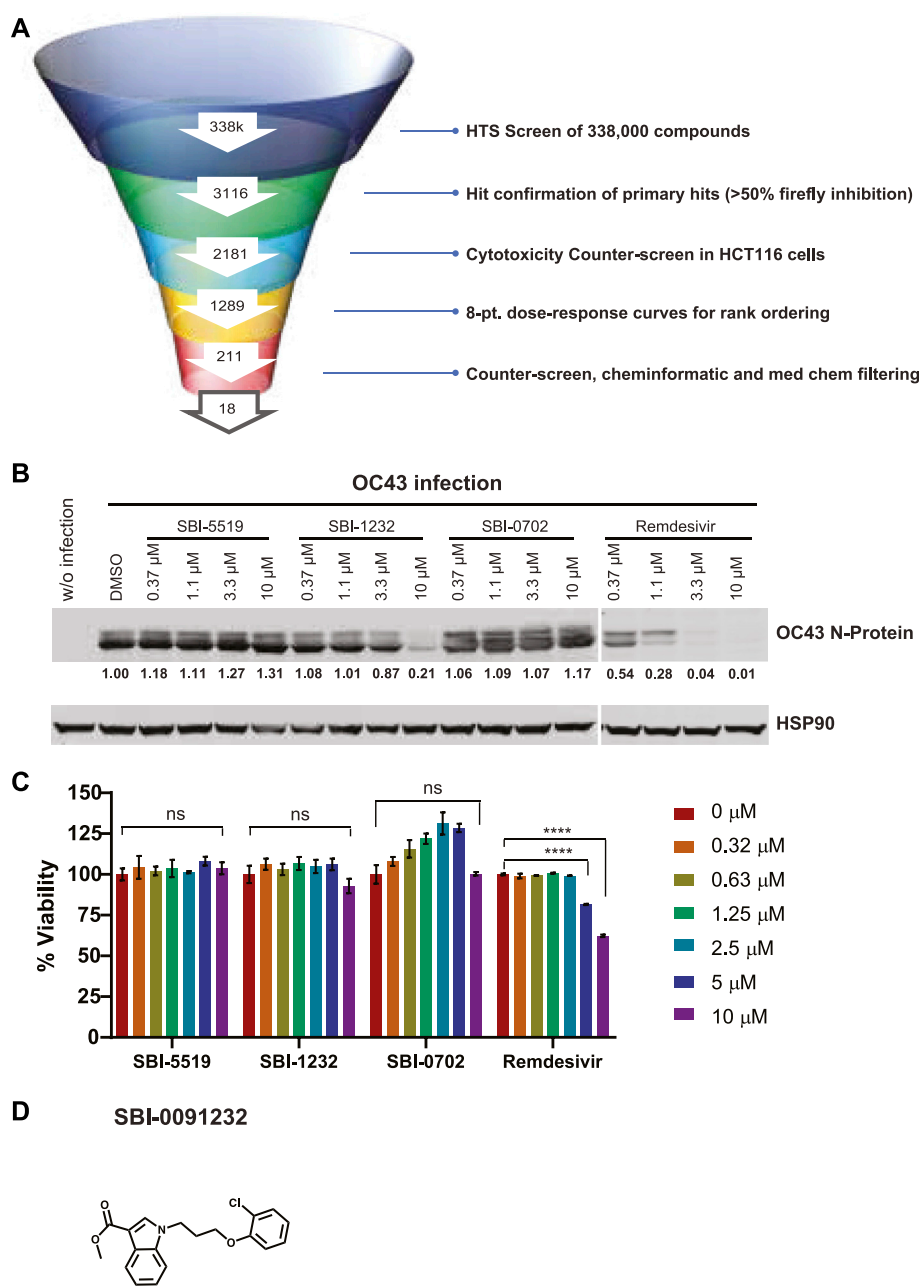 A
338k
HTS Screen of 338,000 compounds
3116
Hit confirmation of primary hits (>50% firefly inhibition)
2181
Cytotoxicity Counter-screen in HCT116 cells
1289
8-pt. dose-response curves for rank ordering
211
Counter-screen, cheminformatic and med chem filtering
18
B
OC43 infection
w/o infection
DMSO
SBI-5519 SBI-1232 SBI-0702 Remdesivir
0.37 µM 1.1 µM 3.3 µM 10 µM 0.37 µM 1.1 µM 3.3 µM 10 µM 0.37 µM 1.1 µM 3.3 µM 10 µM 0.37 µM 1.1 µM 3.3 µM 10 µM
OC43 N-Protein
1.00 1.18 1.11 1.27 1.31 1.08 1.01 0.87 0.21 1.06 1.09 1.07 1.17 0.54 0.28 0.04 0.01
HSP90
C
% Viability
150
125
100
75
50
25
0
ns ns ns ****
****
SBI-5519 SBI-1232 SBI-0702 Remdesivir
0 µM
0.32 µM
0.63 µM
1.25 µM
2.5 µM
5 µM
10 µM
D
SBI-0091232
O
O
N
O
Cl